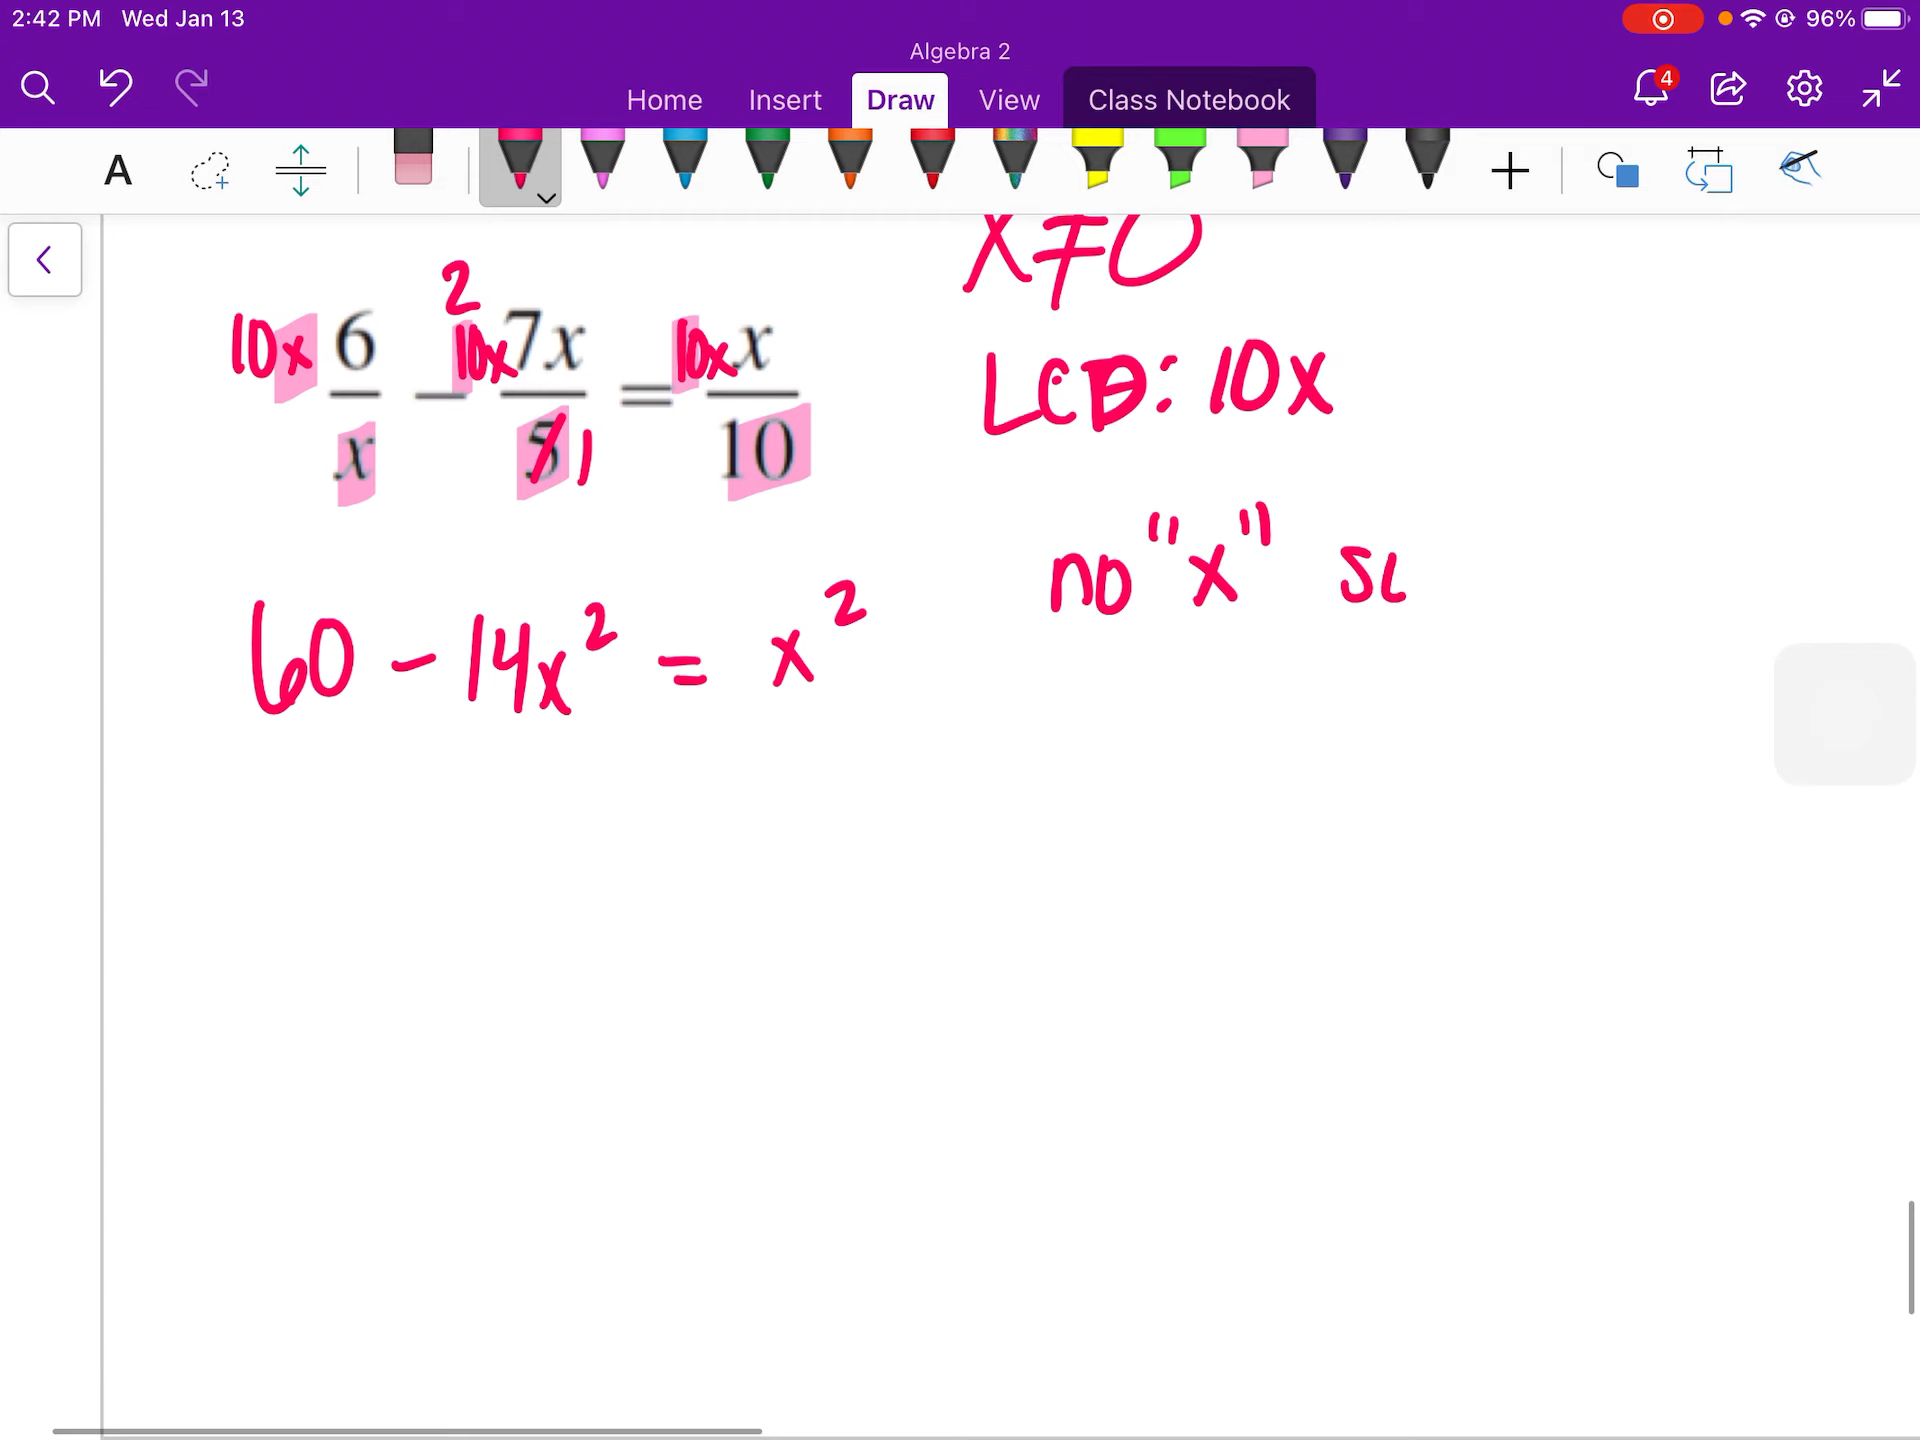 2:42 PM Wed Jan 13
96%
Algebra 2
Home Insert Draw View Class Notebook
4
A
x≠0
2
10x 6/x - 10x 7x/5 1 = 10x x/10
LCD: 10x
no "x" so
60 - 14x² = x²